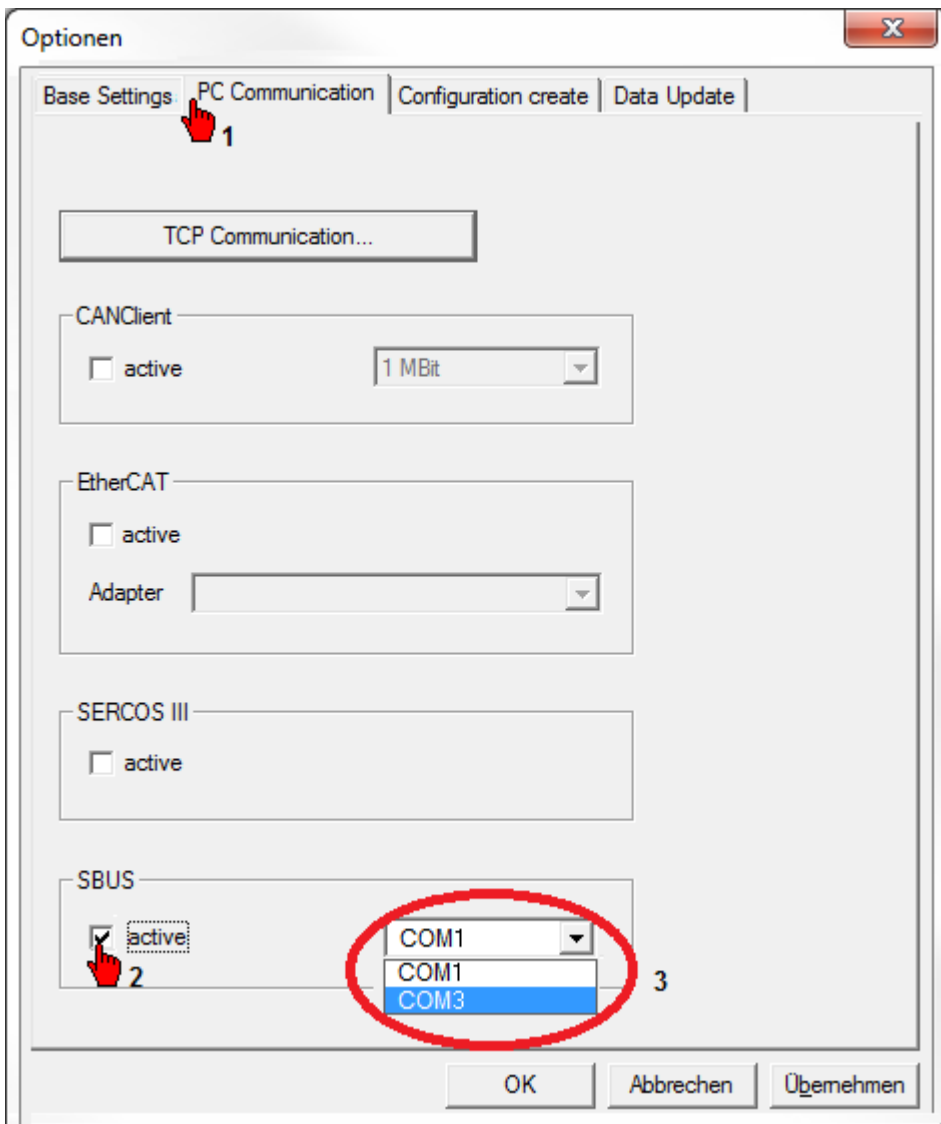 Optionen
Base Settings PC Communication Configuration create Data Update
1
TCP Communication...
CANClient
active 1 MBit
EtherCAT
active
Adapter
SERCOS III
active
SBUS
active COM1
COM1
2 3
COM3
OK Abbrechen Übernehmen